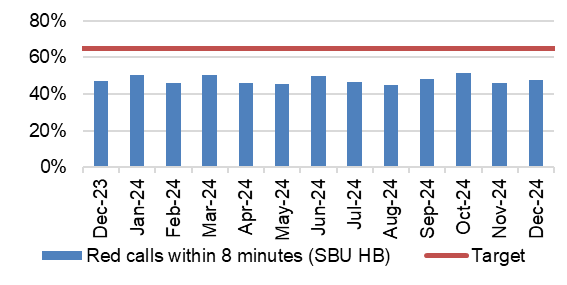 80%
60%
40%
20%
0%
Dec-23
Jan-24
Feb-24
Mar-24
Apr-24
May-24
Jun-24
Jul-24
Aug-24
Sep-24
Oct-24
Nov-24
Dec-24
Red calls within 8 minutes (SBU HB)
Target